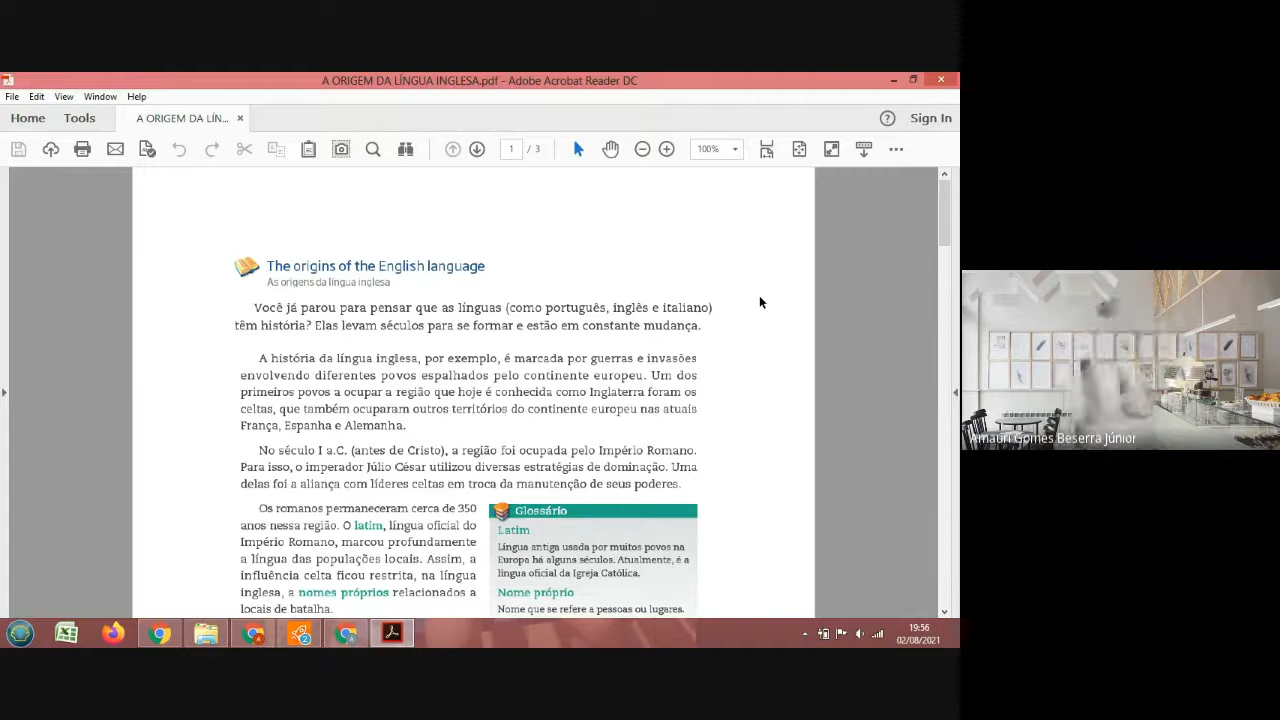 A ORIGEM DA LÍNGUA INGLESA.pdf - Adobe Acrobat Reader DC
File Edit View Window Help
Home Tools A ORIGEM DA LÍN... × Sign In
1 / 3 100%
The origins of the English language
As origens da língua inglesa
Você já parou para pensar que as línguas (como português, inglês e italiano)
têm história? Elas levam séculos para se formar e estão em constante mudança.
A história da língua inglesa, por exemplo, é marcada por guerras e invasões
envolvendo diferentes povos espalhados pelo continente europeu. Um dos
primeiros povos a ocupar a região que hoje é conhecida como Inglaterra foram os
celtas, que também ocuparam outros territórios do continente europeu nas atuais
França, Espanha e Alemanha.
No século I a.C. (antes de Cristo), a região foi ocupada pelo Império Romano.
Para isso, o imperador Júlio César utilizou diversas estratégias de dominação. Uma
delas foi a aliança com líderes celtas em troca da manutenção de seus poderes.
Os romanos permaneceram cerca de 350
anos nessa região. O latim, língua oficial do
Império Romano, marcou profundamente
a língua das populações locais. Assim, a
influência celta ficou restrita, na língua
inglesa, a nomes próprios relacionados a
locais de batalha.
Glossário
Latim
Língua antiga usada por muitos povos na
Europa há alguns séculos. Atualmente, é a
língua oficial da Igreja Católica.
Nome próprio
Nome que se refere a pessoas ou lugares.
Amauri Gomes Beserra Júnior
19:56
02/08/2021